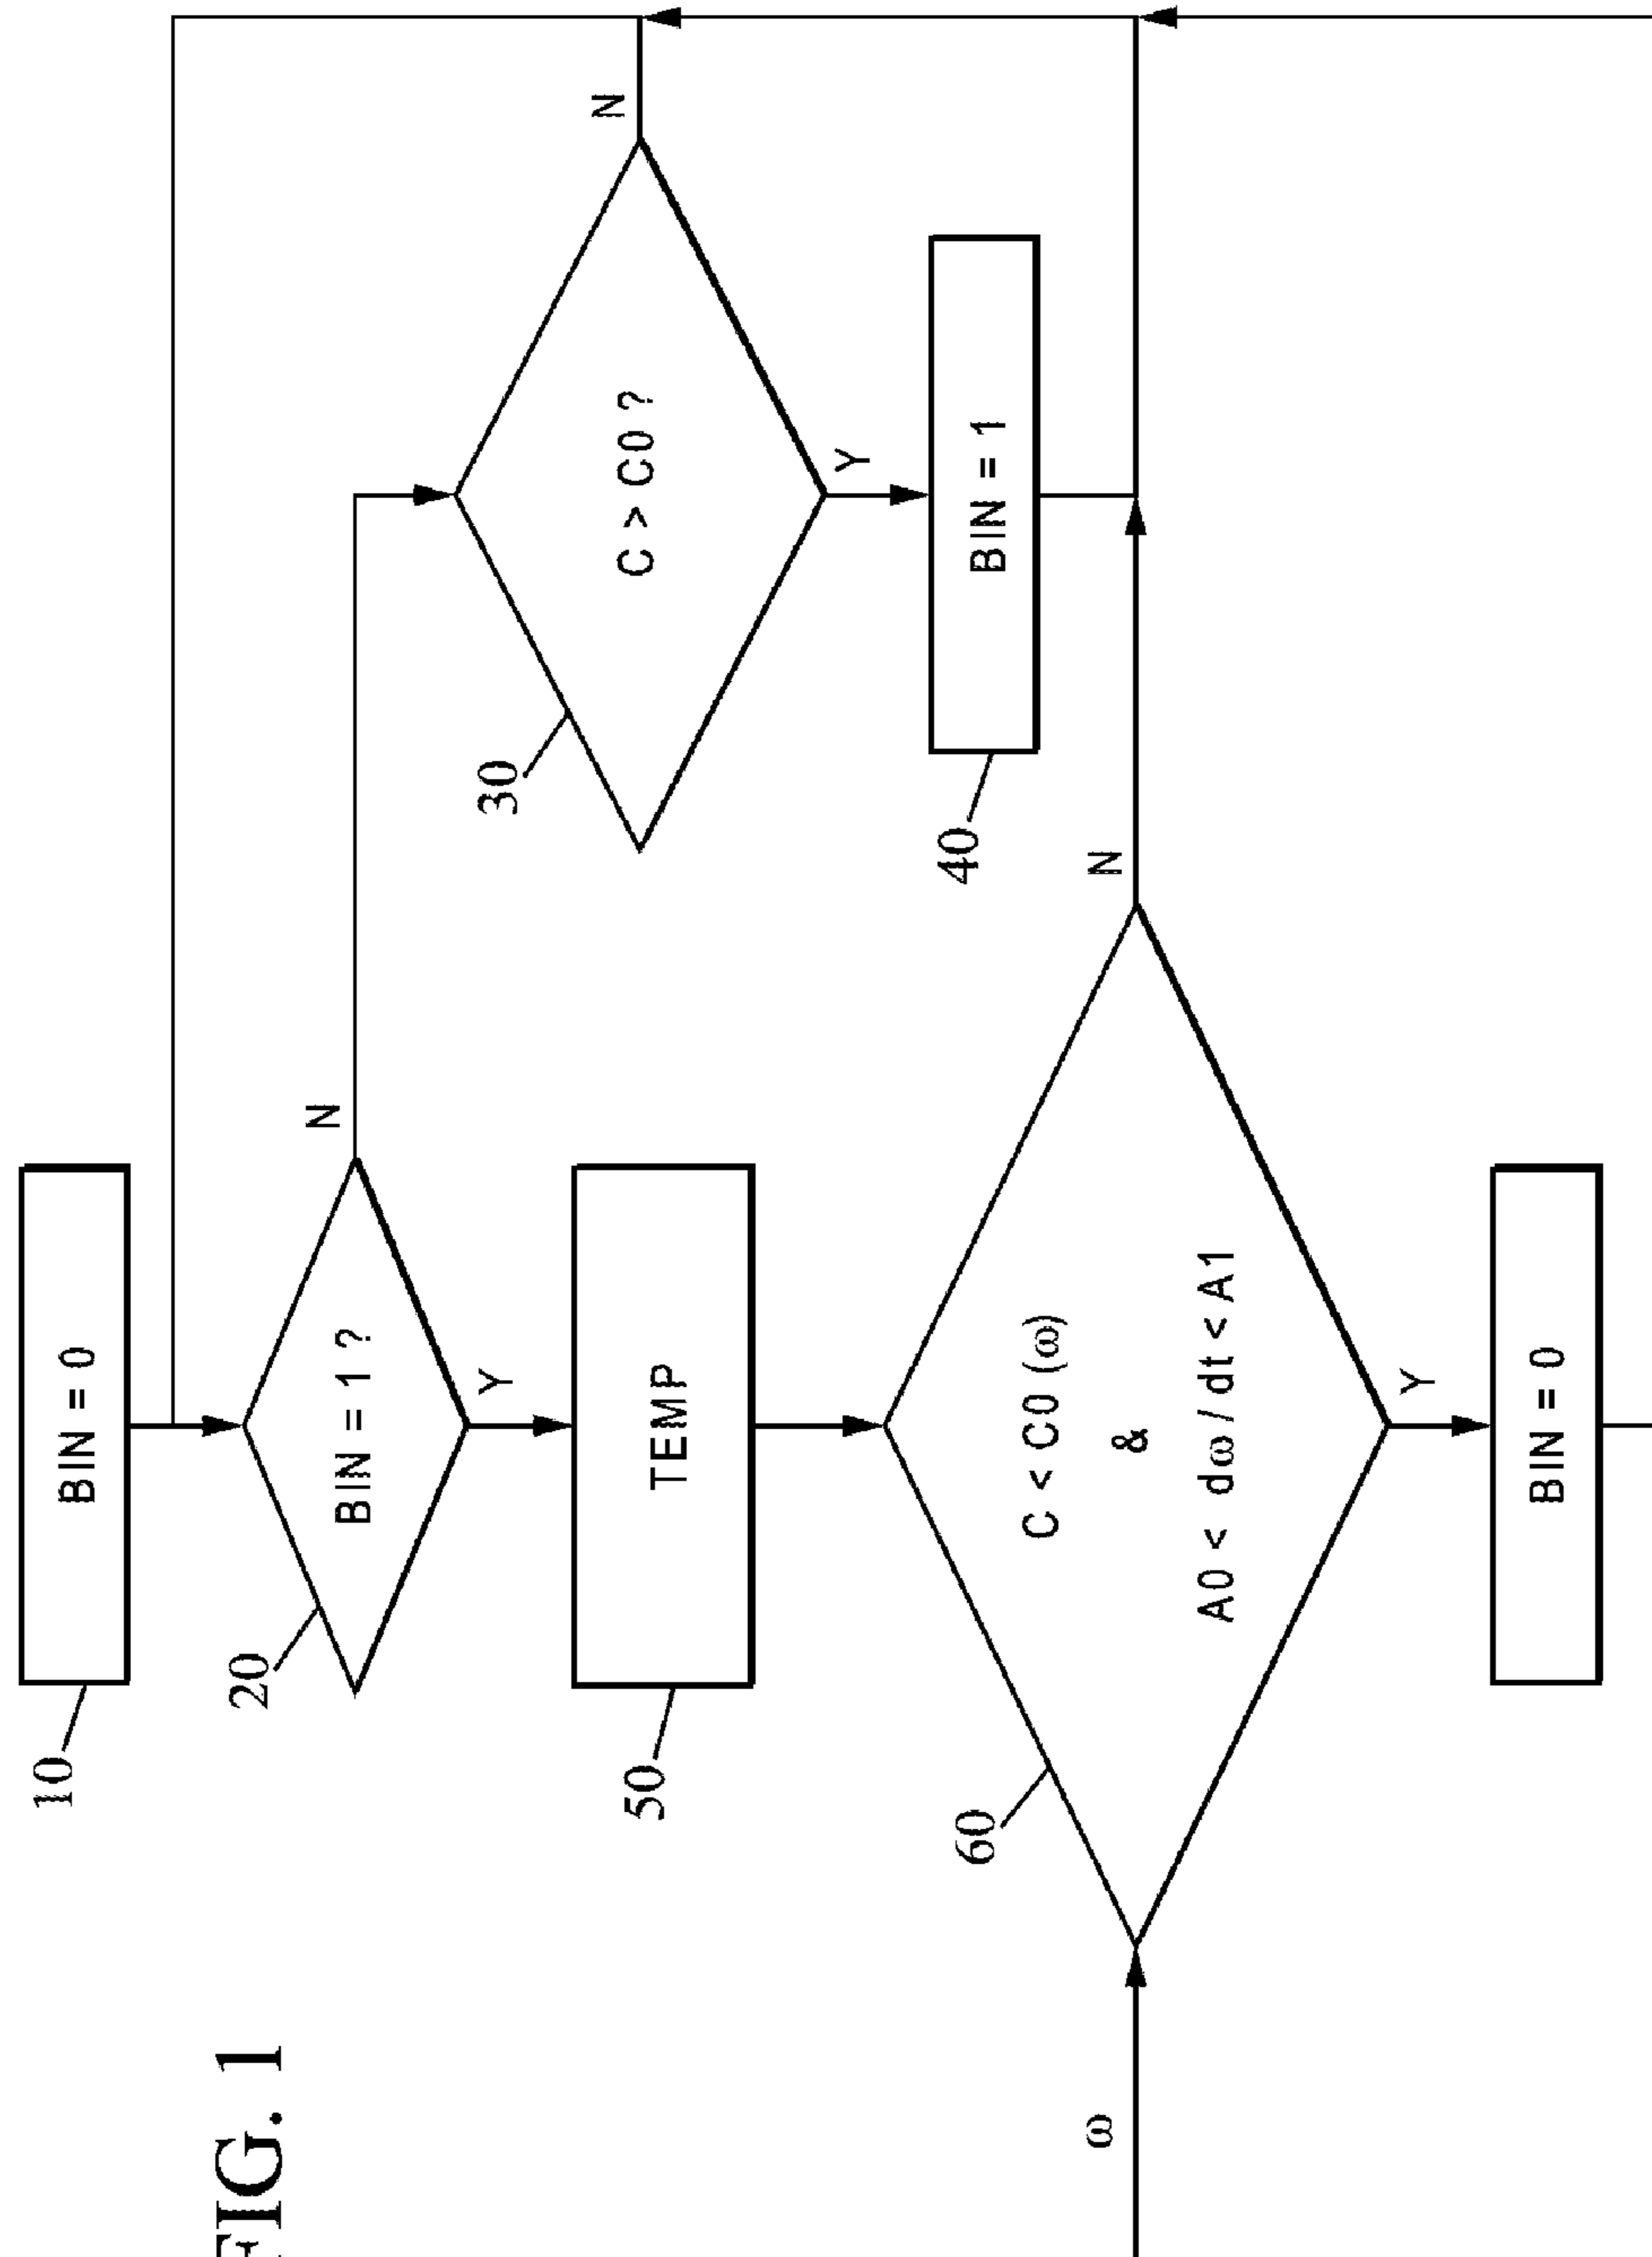 FIG. 1
10
BIN = 0
20
BIN = 1 ?
N
Y
30
C > C0 ?
N
Y
40
BIN = 1
50
TEMP
60
ω
C < C0 (ω)
&
A0 < dω / dt < A1
N
Y
BIN = 0